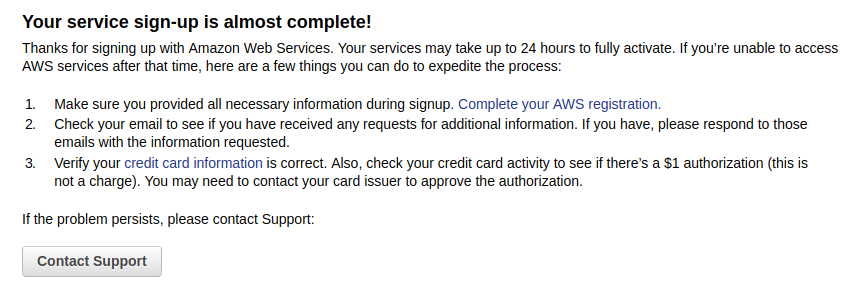 Your service sign-up is almost complete!
Thanks for signing up with Amazon Web Services. Your services may take up to 24 hours to fully activate. If you’re unable to access
AWS services after that time, here are a few things you can do to expedite the process:
1. Make sure you provided all necessary information during signup. Complete your AWS registration.
2. Check your email to see if you have received any requests for additional information. If you have, please respond to those
emails with the information requested.
3. Verify your credit card information is correct. Also, check your credit card activity to see if there’s a $1 authorization (this is
not a charge). You may need to contact your card issuer to approve the authorization.
If the problem persists, please contact Support:
Contact Support